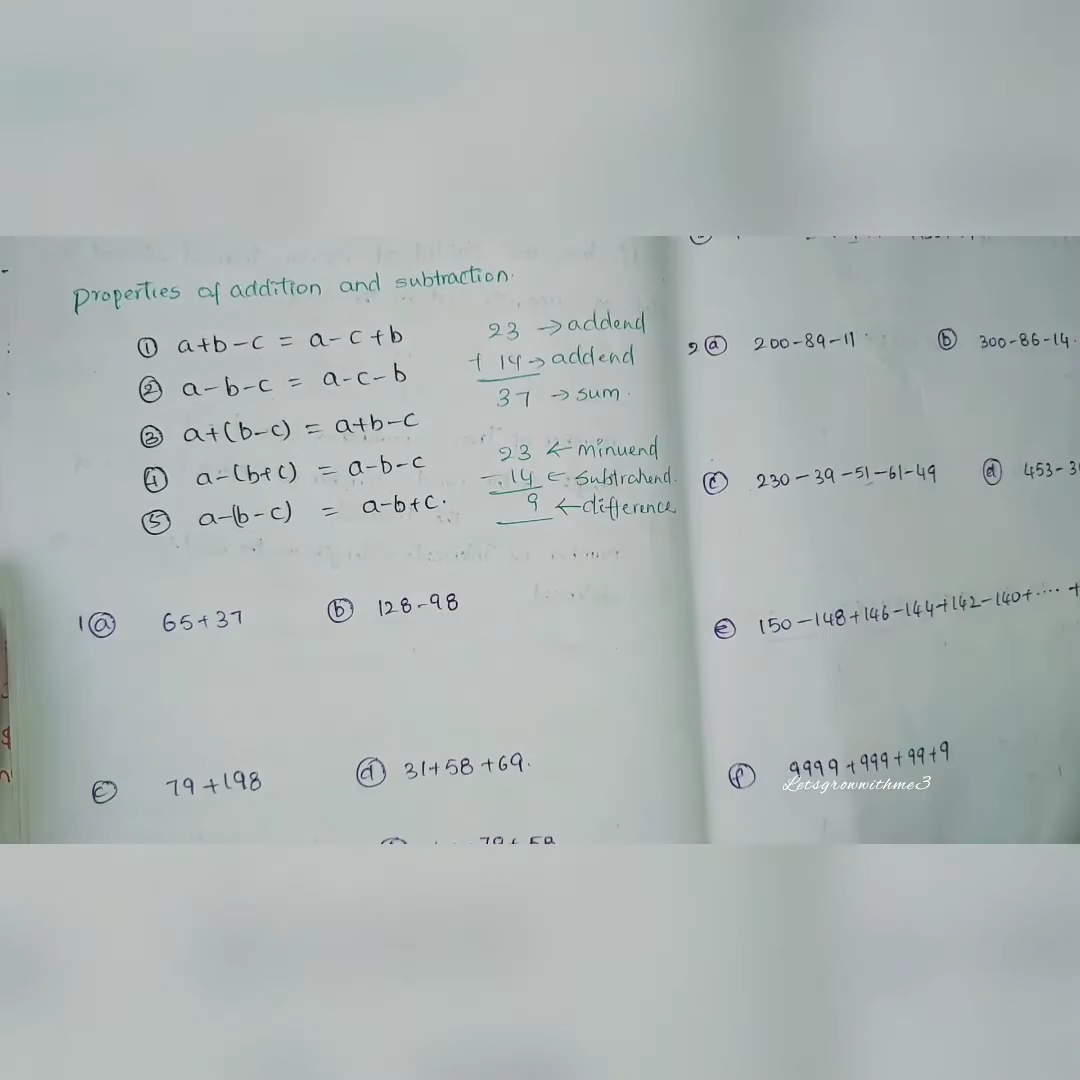 Properties of addition and subtraction.
① a+b-c = a-c+b
② a-b-c = a-c-b
③ a+(b-c) = a+b-c
④ a-(b+c) = a-b-c
⑤ a-(b-c) = a-b+c.
23 → addend
+ 14 → addend
37 → sum.
23 ← minuend
- 14 ← subtrahend.
9 ← difference
1 ⓐ 65+37
ⓑ 128-98
ⓒ 79+198
ⓓ 31+58+69.
2 ⓐ 200-89-11
ⓑ 300-86-14.
ⓒ 230-39-51-61-49
ⓓ 453-3
ⓔ 150-148+146-144+142-140+.... +
ⓕ 9999+999+99+9
Letsgrowwithme3